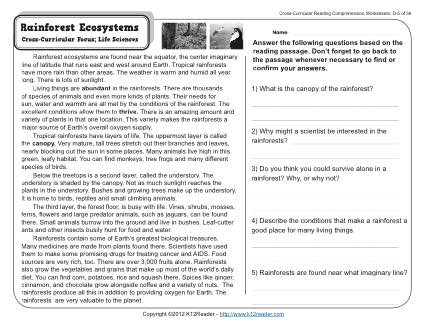 Cross-Curricular Reading Comprehension Worksheets: D-5 of 36
Rainforest Ecosystems
Cross-Curricular Focus: Life Sciences
Rainforest ecosystems are found near the equator, the center imaginary
line of latitude that runs east and west around Earth. Tropical rainforests
have more rain than other areas. The weather is warm and humid all year
long. There is lots of sunlight.
Living things are abundant in the rainforests. There are thousands
of species of animals and even more kinds of plants. Their needs for
sun, water and warmth are all met by the conditions of the rainforest. The
excellent conditions allow them to thrive. There is an amazing amount and
variety of plants in that one location. This variety makes the rainforests a
major source of Earth's overall oxygen supply.
Tropical rainforests have layers of life. The uppermost layer is called
the canopy. Very mature, tall trees stretch out their branches and leaves,
nearly blocking out the sun in some places. Many animals live high in this
green, leafy habitat. You can find monkeys, tree frogs and many different
species of birds.
Below the treetops is a second layer, called the understory. The
understory is shaded by the canopy. Not as much sunlight reaches the
plants in the understory. Bushes and growing trees make up the understory.
It is home to birds, reptiles and small climbing animals.
The third layer, the forest floor, is busy with life. Vines, shrubs, mosses,
ferns, flowers and large predator animals, such as jaguars, can be found
there. Small animals burrow into the ground and live in bushes. Leaf-cutter
ants and other insects busily hunt for food and water.
Rainforests contain some of Earth's greatest biological treasures.
Many medicines are made from plants found there. Scientists have used
them to make some promising drugs for treating cancer and AIDS. Food
sources are very rich, too. There are over 3,000 fruits alone. Rainforests
also grow the vegetables and grains that make up most of the world's daily
diet. You can find corn, potatoes, rice and squash there. Spices like ginger,
cinnamon, and chocolate grow alongside coffee and a variety of nuts. The
rainforests produce all this in addition to providing oxygen for Earth. The
rainforests are very valuable to the planet.
Name
Answer the following questions based on the
reading passage. Don't forget to go back to
the passage whenever necessary to find or
confirm your answers.
1) What is the canopy of the rainforest?
2) Why might a scientist be interested in the
rainforests?
3) Do you think you could survive alone in a
rainforest? Why, or why not?
4) Describe the conditions that make a rainforest a
good place for many living things.
5) Rainforests are found near what imaginary line?
Copyright ©2012 K12Reader - http://www.k12reader.com